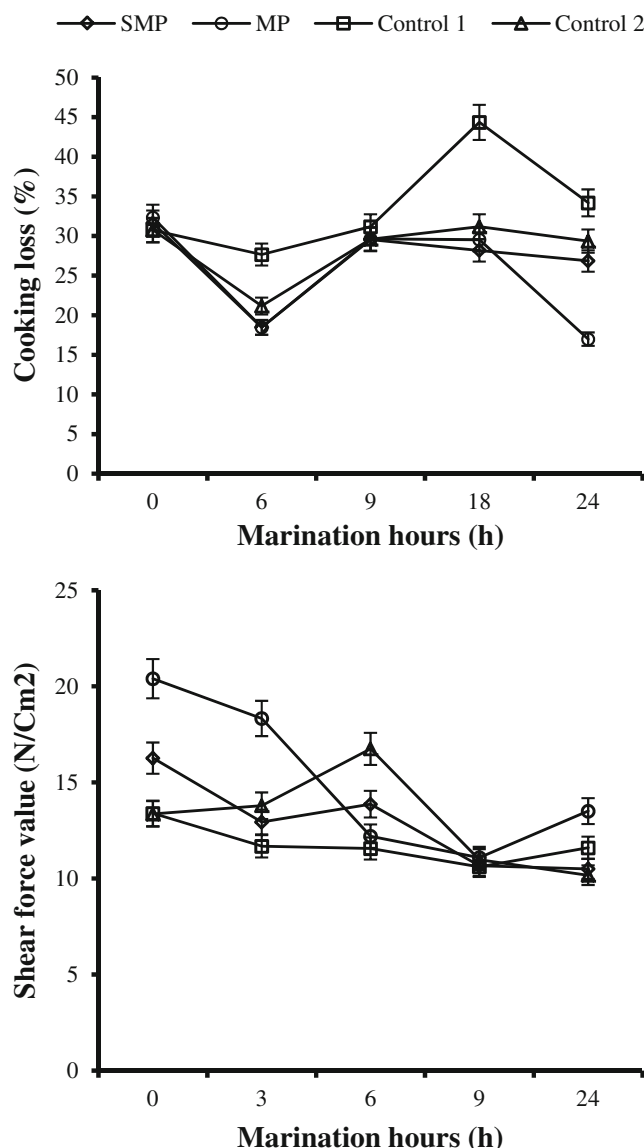 SMP MP Control 1 Control 2
50
45
40
35
30
25
20
15
10
5
0
Cooking loss (%)
0 6 9 18 24
Marination hours (h)
25
20
15
10
5
0
Shear force value (N/Cm2)
0 3 6 9 24
Marination hours (h)